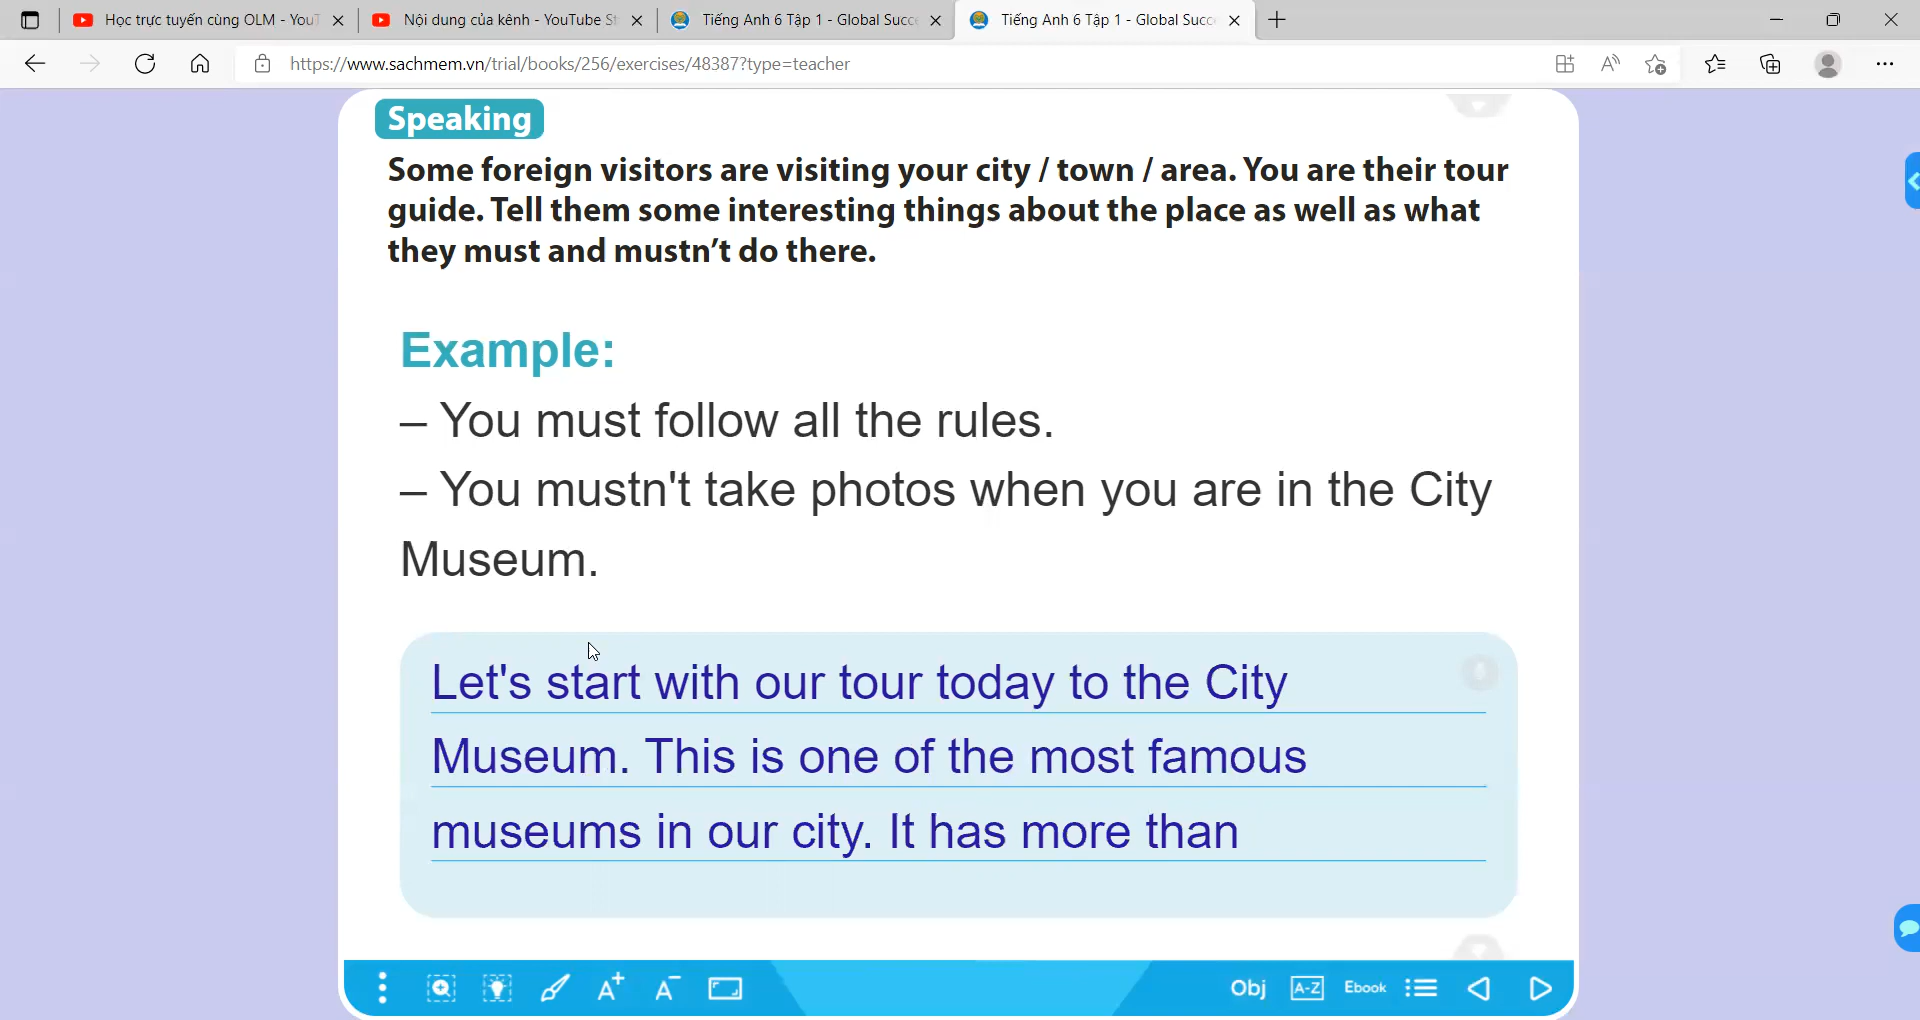 Học trực tuyến cùng OLM - You
Nội dung của kênh - YouTube
Tiếng Anh 6 Tập 1 - Global Succe
Tiếng Anh 6 Tập 1 - Global Succ
https://www.sachmem.vn/trial/books/256/exercises/48387?type=teacher
Speaking
Some foreign visitors are visiting your city / town / area. You are their tour
guide. Tell them some interesting things about the place as well as what
they must and mustn't do there.
Example:
– You must follow all the rules.
– You mustn't take photos when you are in the City
Museum.
Let's start with our tour today to the City
Museum. This is one of the most famous
museums in our city. It has more than
A+ A− Obj A-Z Ebook